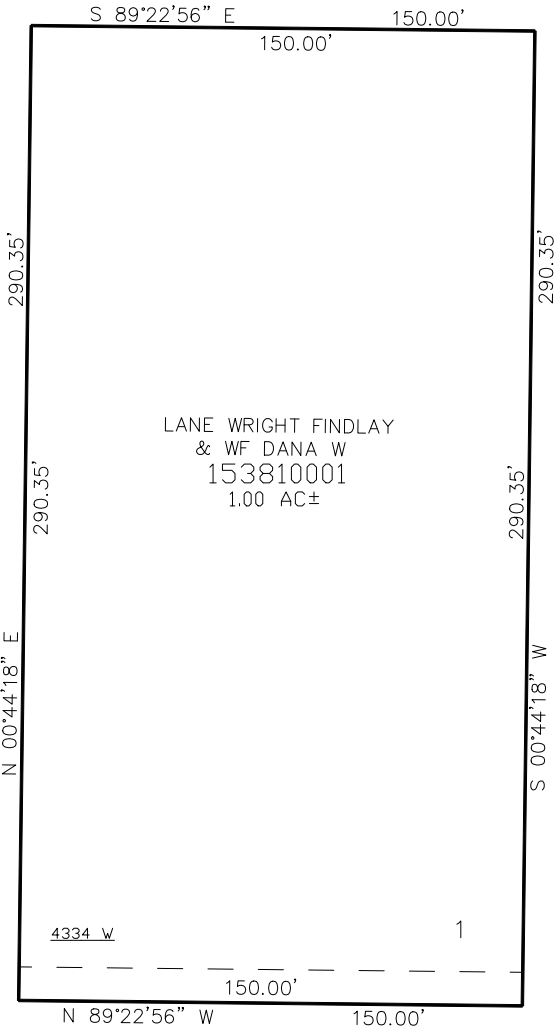 S 89°22'56" E 150.00'
150.00'
290.35'
290.35'
LANE WRIGHT FINDLAY
& WF DANA W
153810001
1.00 AC±
290.35'
290.35'
N 00°44'18" E
S 00°44'18" W
4334 W
1
150.00'
N 89°22'56" W 150.00'